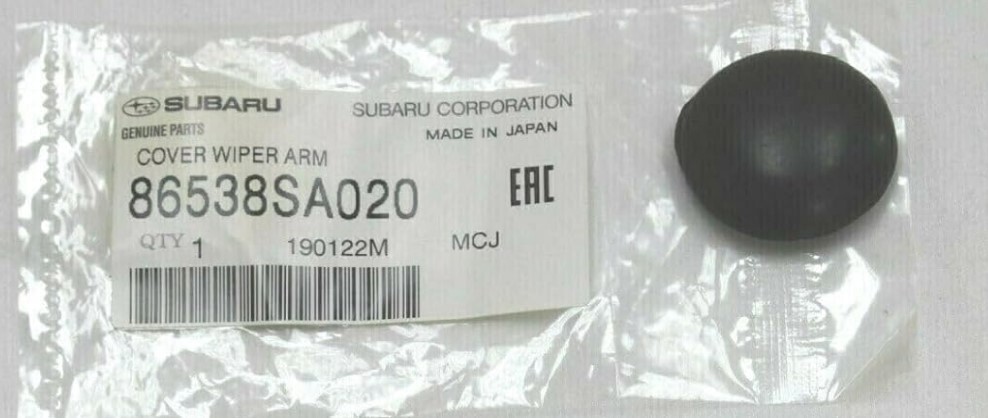 SUBARU SUBARU CORPORATION
GENUINE PARTS MADE IN JAPAN
COVER WIPER ARM
86538SA020 EAC
QTY 1 190122M MCJ